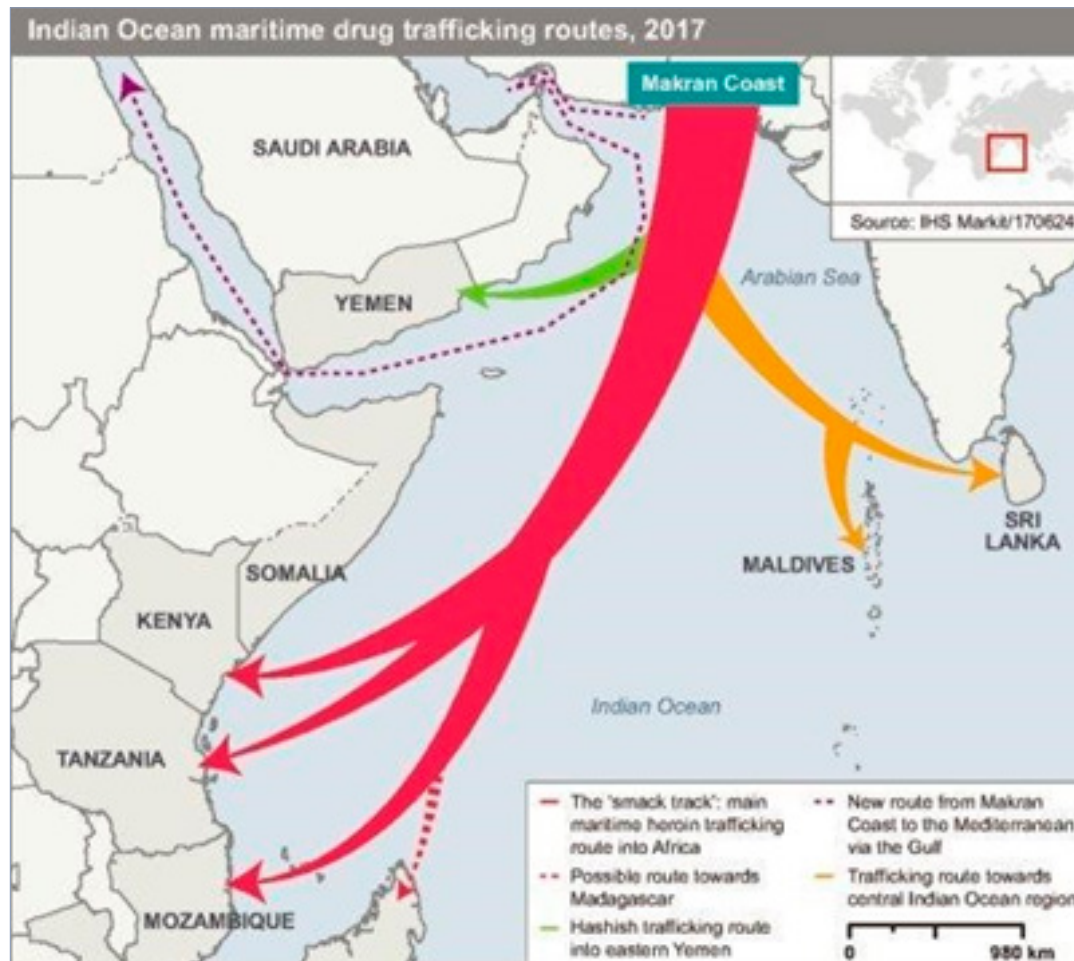 Indian Ocean maritime drug trafficking routes, 2017
Makran Coast
SAUDI ARABIA
Source: IHS Markit/170624
Arabian Sea
YEMEN
SRI
LANKA
MALDIVES
SOMALIA
KENYA
Indian Ocean
TANZANIA
MOZAMBIQUE
The 'smack track': main
maritime heroin trafficking
route into Africa
Possible route towards
Madagascar
Hashish trafficking route
into eastern Yemen
New route from Makran
Coast to the Mediterranean
via the Gulf
Trafficking route towards
central Indian Ocean region
0 980 km